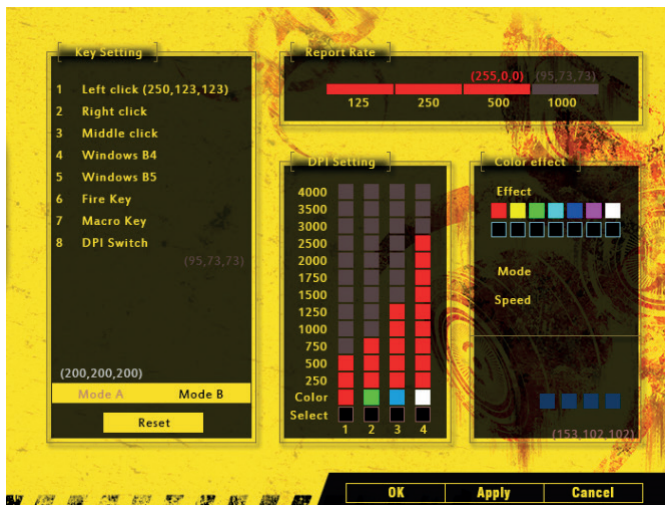 Key Setting
1 Left click (250,123,123)
2 Right click
3 Middle click
4 Windows B4
5 Windows B5
6 Fire Key
7 Macro Key
8 DPI Switch
(95,73,73)
(200,200,200)
Mode A Mode B
Reset
Report Rate
(255,0,0) (95,73,73)
125 250 500 1000
DPI Setting
4000
3500
3000
2500
2000
1750
1500
1250
1000
750
500
250
Color
Select
1 2 3 4
Color effect
Effect
Mode
Speed
(153,102,102)
OK Apply Cancel